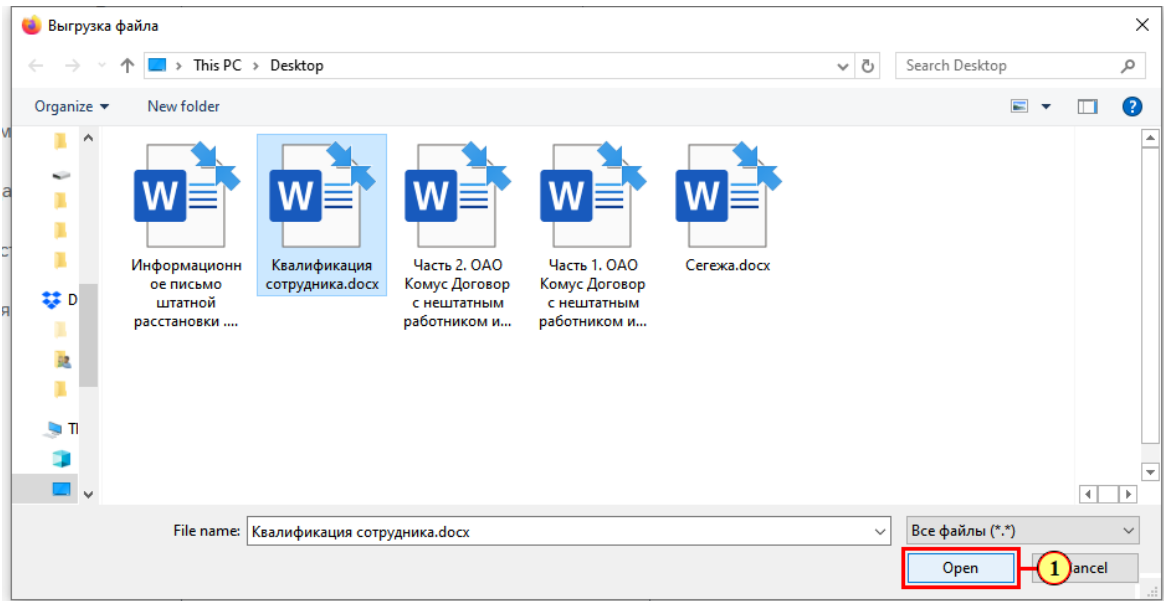 Выгрузка файла
This PC > Desktop
Search Desktop
Organize
New folder
?
м
а
ст
я
D
Tl
W
W
W
W
W
Информационн
ое письмо
штатной
расстановки ....
Квалификация
сотрудника.docx
Часть 2. ОАО
Комус Договор
с нештатным
работником и...
Часть 1. ОАО
Комус Договор
с нештатным
работником и...
Сегежа.docx
File name: Квалификация сотрудника.docx
Все файлы (*.*)
Open
1
ancel